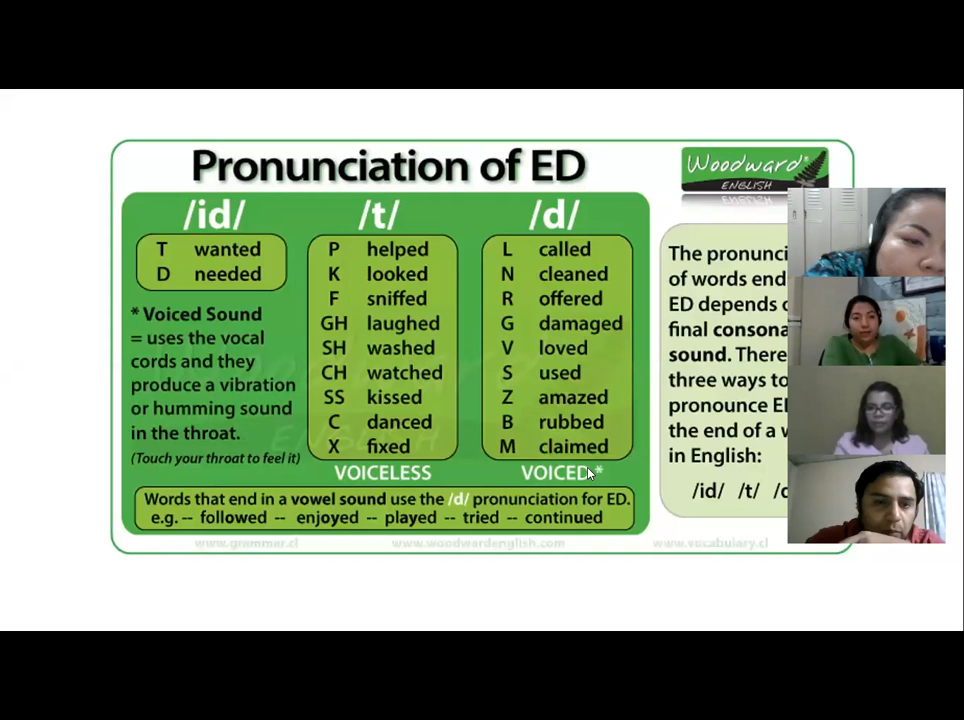 Pronunciation of ED
Woodward®
ENGLISH
/id/
T wanted
D needed
* Voiced Sound
= uses the vocal
cords and they
produce a vibration
or humming sound
in the throat.
(Touch your throat to feel it)
/t/
P helped
K looked
F sniffed
GH laughed
SH washed
CH watched
SS kissed
C danced
X fixed
VOICELESS
/d/
L called
N cleaned
R offered
G damaged
V loved
S used
Z amazed
B rubbed
M claimed
VOICED *
Words that end in a vowel sound use the /d/ pronunciation for ED.
e.g. -- followed -- enjoyed -- played -- tried -- continued
The
of words
ED depends
final
sound. There
three ways to
pronounce
the end of a
in English:
/id/ /t/
www.grammar.cl www.woodwardenglish.com www.vocabulary.cl